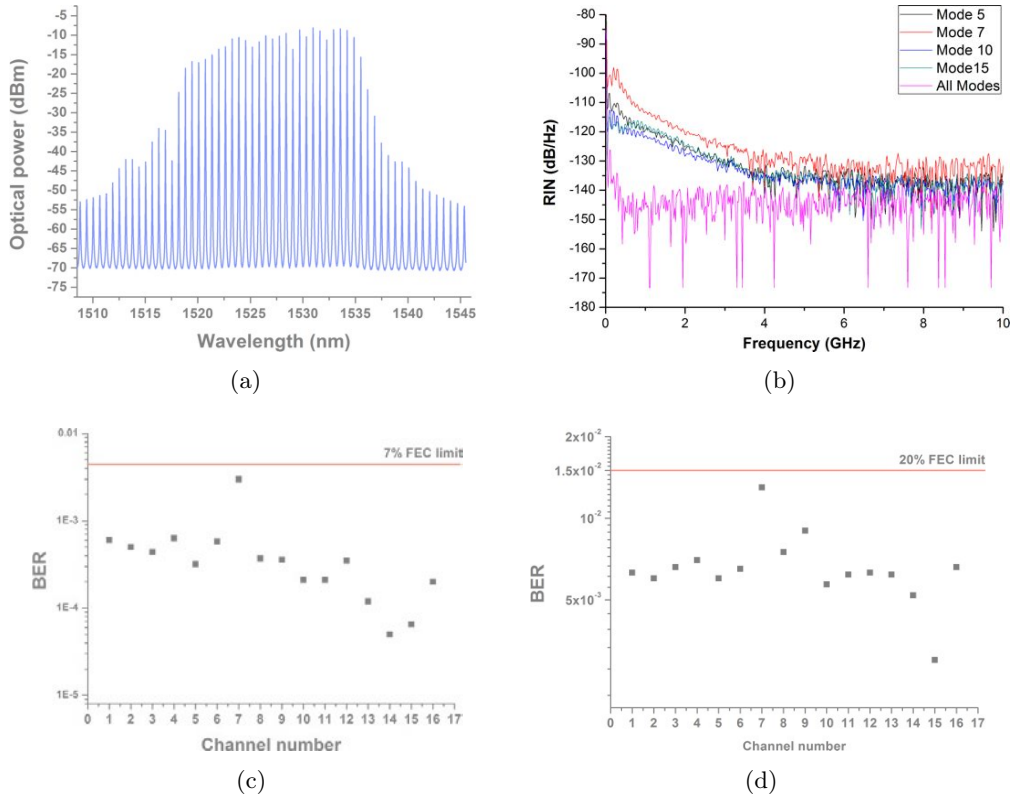 -5
-10
-15
-20
-25
-30
-35
-40
-45
-50
-55
-60
-65
-70
-75
Optical power (dBm)
1510 1515 1520 1525 1530 1535 1540 1545
Wavelength (nm)
(a)
Mode 5
Mode 7
Mode 10
Mode15
All Modes
-80
-90
-100
-110
-120
-130
-140
-150
-160
-170
-180
RIN (dB/Hz)
0 2 4 6 8 10
Frequency (GHz)
(b)
0.01
1E-3
1E-4
1E-5
BER
7% FEC limit
0 1 2 3 4 5 6 7 8 9 10 11 12 13 14 15 16 17
Channel number
(c)
2x10⁻²
1.5x10⁻²
10⁻²
5x10⁻³
BER
20% FEC limit
0 1 2 3 4 5 6 7 8 9 10 11 12 13 14 15 16 17
Channel number
(d)